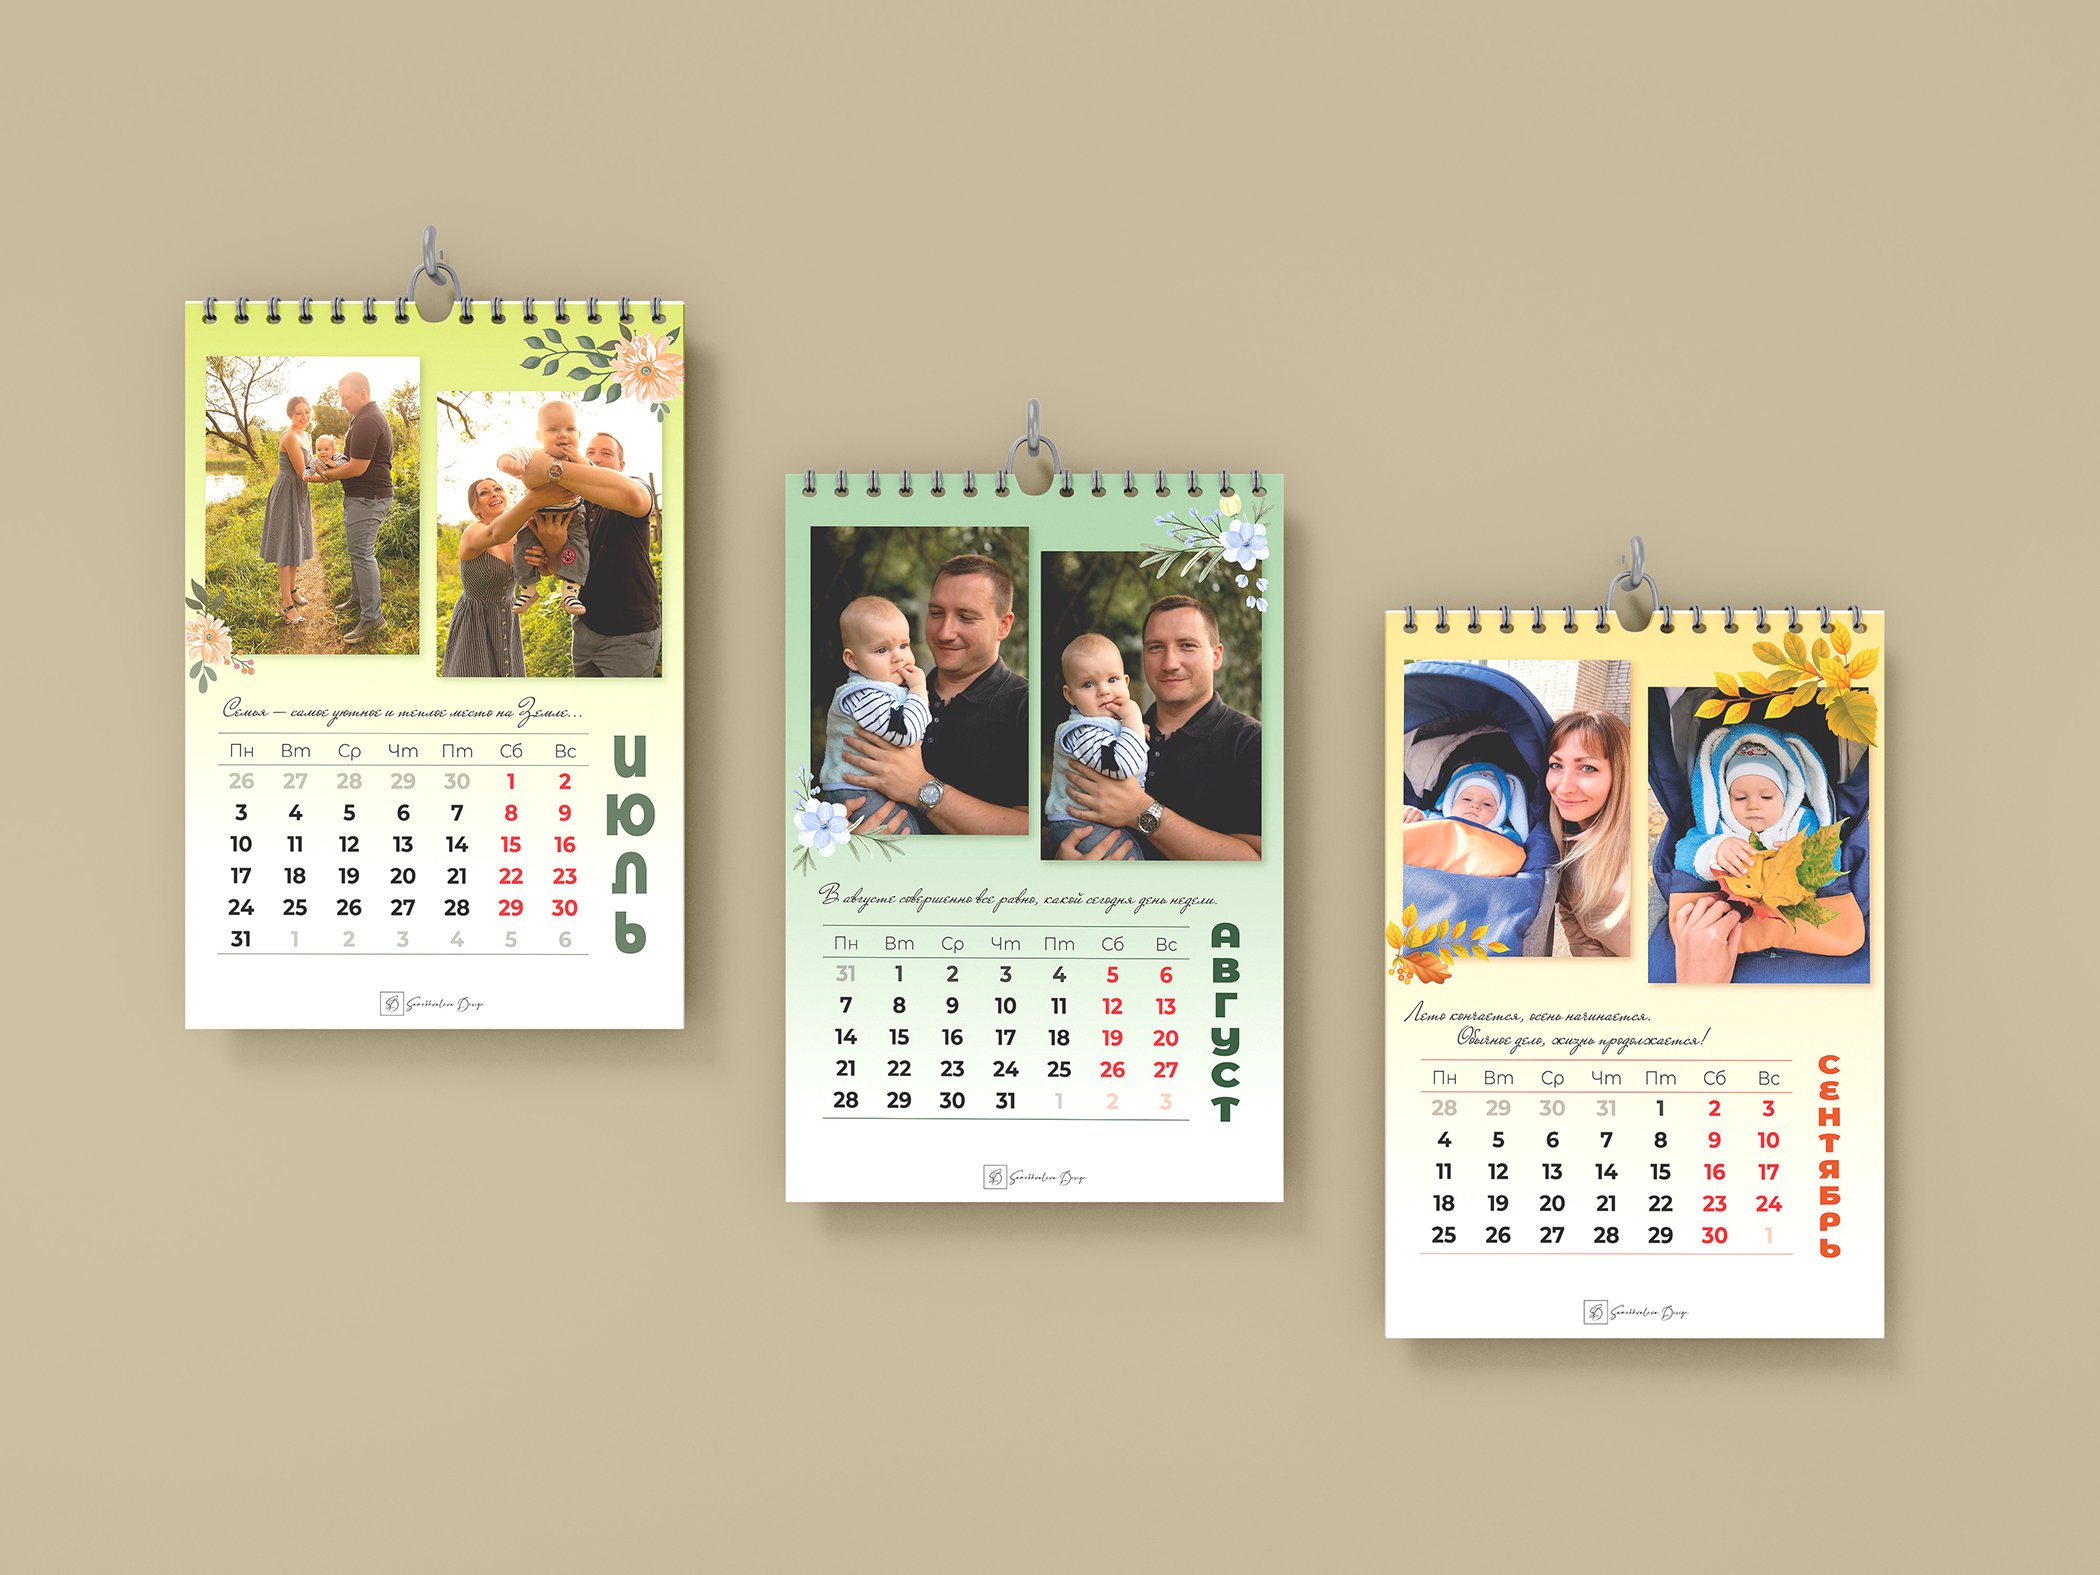 Семья — самое уютное и теплое место на Земле...
Пн Вт Ср Чт Пт Сб Вс
26 27 28 29 30 1 2
3 4 5 6 7 8 9
10 11 12 13 14 15 16
17 18 19 20 21 22 23
24 25 26 27 28 29 30
31 1 2 3 4 5 6
ИЮЛЬ
Samokhvalova Design
В августе совершенно все равно, какой сегодня день недели.
Пн Вт Ср Чт Пт Сб Вс
31 1 2 3 4 5 6
7 8 9 10 11 12 13
14 15 16 17 18 19 20
21 22 23 24 25 26 27
28 29 30 31 1 2 3
АВГУСТ
Samokhvalova Design
Лето кончается, осень начинается.
Обычное дело, жизнь продолжается!
Пн Вт Ср Чт Пт Сб Вс
28 29 30 31 1 2 3
4 5 6 7 8 9 10
11 12 13 14 15 16 17
18 19 20 21 22 23 24
25 26 27 28 29 30 1
СЕНТЯБРЬ
Samokhvalova Design